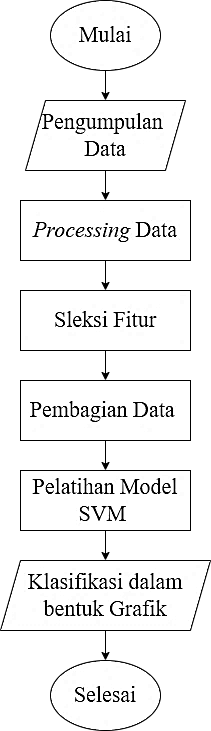 Mulai
Pengumpulan
Data
Processing Data
Sleksi Fitur
Pembagian Data
Pelatihan Model
SVM
Klasifikasi dalam
bentuk Grafik
Selesai